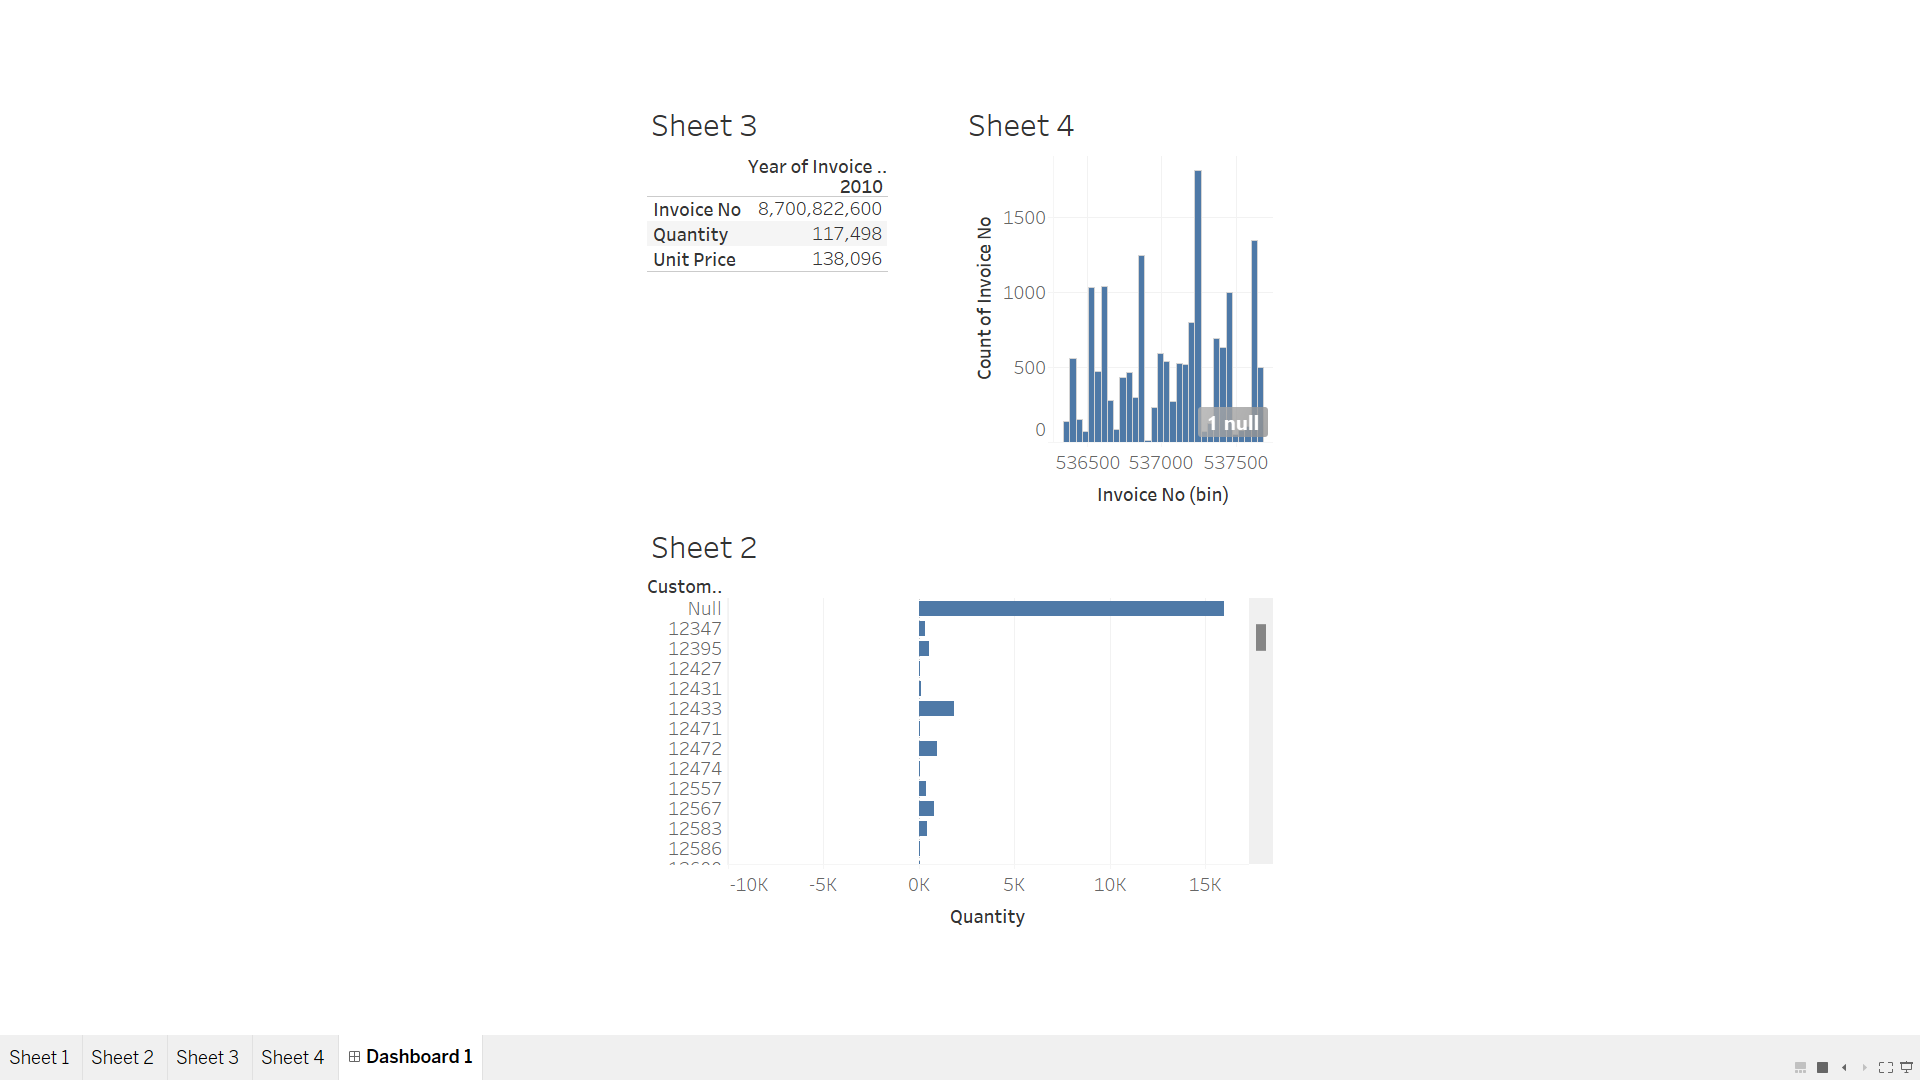 Sheet 3
Year of Invoice ..
2010
Invoice No 8,700,822,600
Quantity 117,498
Unit Price 138,096
Sheet 4
Count of Invoice No
1500
1000
500
0
1 null
536500 537000 537500
Invoice No (bin)
Sheet 2
Custom..
Null
12347
12395
12427
12431
12433
12471
12472
12474
12557
12567
12583
12586
-10K -5K 0K 5K 10K 15K
Quantity
Sheet 1 Sheet 2 Sheet 3 Sheet 4 Dashboard 1